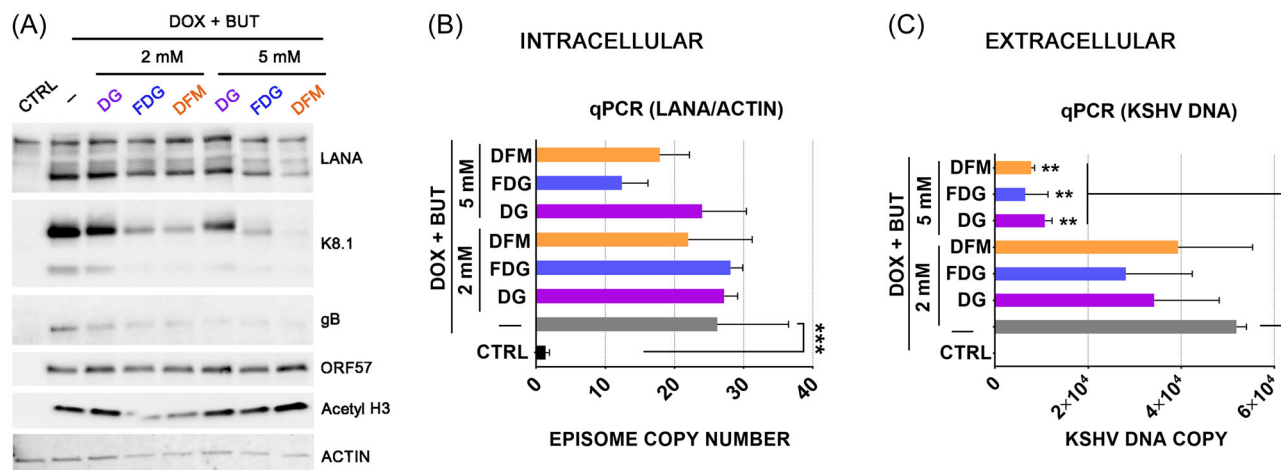 (A)
DOX + BUT
2 mM 5 mM
CTRL – DG FDG DFM DG FDG DFM
LANA
K8.1
gB
ORF57
Acetyl H3
ACTIN
(B) INTRACELLULAR
qPCR (LANA/ACTIN)
DOX + BUT
5 mM
DFM
FDG
DG
2 mM
DFM
FDG
DG
—
CTRL
***
0 10 20 30 40
EPISOME COPY NUMBER
(C) EXTRACELLULAR
qPCR (KSHV DNA)
DOX + BUT
5 mM
DFM **
FDG **
DG **
2 mM
DFM
FDG
DG
—
CTRL
0 2×10⁴ 4×10⁴ 6×10⁴
KSHV DNA COPY